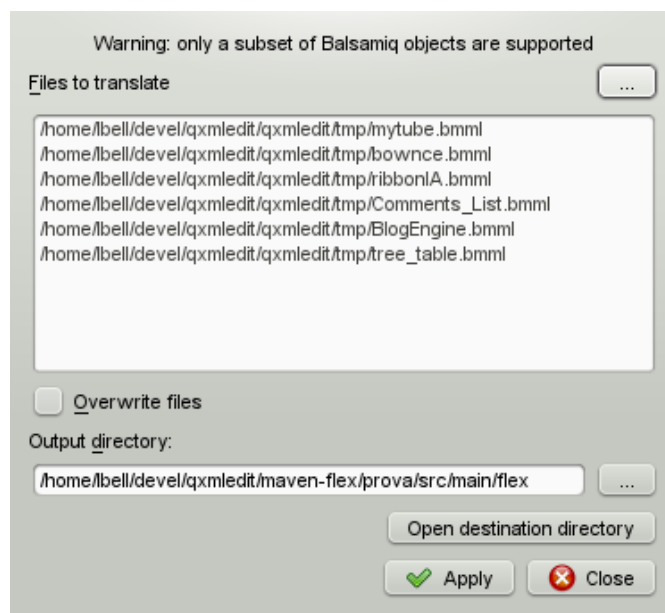 Warning: only a subset of Balsamiq objects are supported
Files to translate
...
/home/lbell/devel/qxmledit/qxmledit/tmp/mytube.bmml
/home/lbell/devel/qxmledit/qxmledit/tmp/bownce.bmml
/home/lbell/devel/qxmledit/qxmledit/tmp/ribbonIA.bmml
/home/lbell/devel/qxmledit/qxmledit/tmp/Comments_List.bmml
/home/lbell/devel/qxmledit/qxmledit/tmp/BlogEngine.bmml
/home/lbell/devel/qxmledit/qxmledit/tmp/tree_table.bmml
Overwrite files
Output directory:
/home/lbell/devel/qxmledit/maven-flex/prova/src/main/flex
...
Open destination directory
Apply
Close